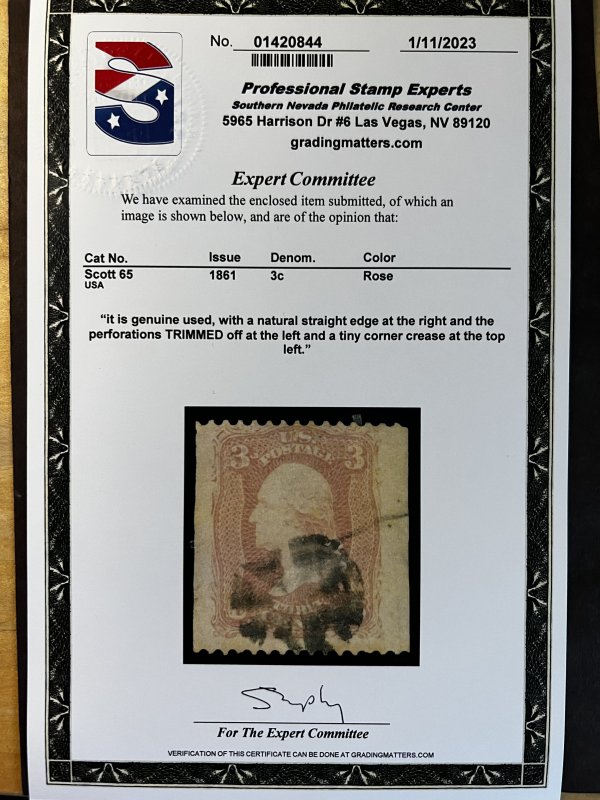 No. 01420844 1/11/2023
Professional Stamp Experts
Southern Nevada Philatelic Research Center
5965 Harrison Dr #6 Las Vegas, NV 89120
gradingmatters.com
Expert Committee
We have examined the enclosed item submitted, of which an
image is shown below, and are of the opinion that:
Cat No. Issue Denom. Color
Scott 65 1861 3c Rose
USA
“it is genuine used, with a natural straight edge at the right and the
perforations TRIMMED off at the left and a tiny corner crease at the top
left.”
U.S.
3 POSTAGE 3
For The Expert Committee
VERIFICATION OF THIS CERTIFICATE CAN BE DONE AT GRADINGMATTERS.COM